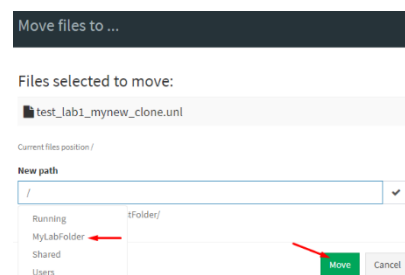 Move files to ...
Files selected to move:
test_lab1_mynew_clone.unl
Current files position /
New path
/
Running
tFolder/
MyLabFolder
Shared
Users
Move Cancel